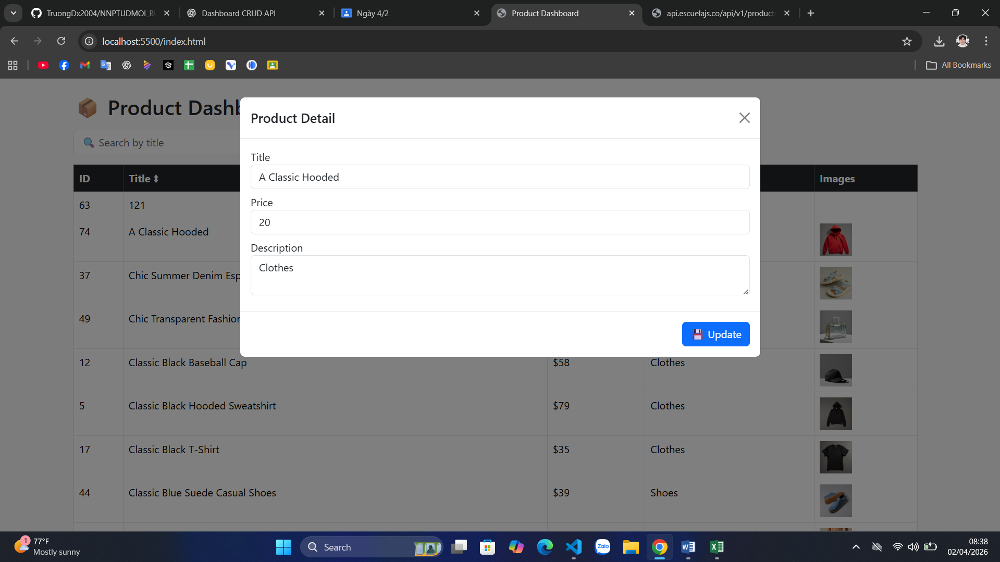 TruongDx2004/NNPTUDMOI_B
Dashboard CRUD API
Ngày 4/2
Product Dashboard
api.escuelajs.co/api/v1/product
localhost:5500/index.html
All Bookmarks
Product Dashb
Search by title
ID Title Images
63 121
74 A Classic Hooded
37 Chic Summer Denim Esp
49 Chic Transparent Fashion
12 Classic Black Baseball Cap $58 Clothes
5 Classic Black Hooded Sweatshirt $79 Clothes
17 Classic Black T-Shirt $35 Clothes
44 Classic Blue Suede Casual Shoes $39 Shoes
Product Detail
Title
A Classic Hooded
Price
20
Description
Clothes
Update
1
77°F
Mostly sunny
Search
Zalo
08:38
02/04/2026